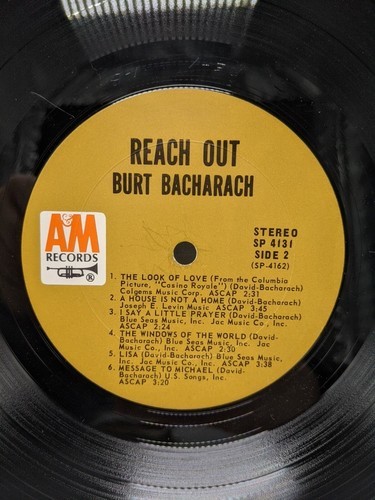 REACH OUT
BURT BACHARACH
A&M
RECORDS
®
STEREO
SP 4131
SIDE 2
(SP-4162)
1. THE LOOK OF LOVE (From the Columbia
Picture, "Casino Royale") (David-Bacharach)
Colgems Music Corp. ASCAP 2:31
2. A HOUSE IS NOT A HOME (David-Bacharach)
Joseph E. Levin Music ASCAP 3:45
3. I SAY A LITTLE PRAYER (David-Bacharach)
Blue Seas Music, Inc. Jac Music Co., Inc.
ASCAP 2:24
4. THE WINDOWS OF THE WORLD (David-
Bacharach) Blue Seas Music, Inc. Jac
Music Co., Inc. ASCAP 2:30
5. LISA (David-Bacharach) Blue Seas Music,
Inc. Jac Music Co., Inc. ASCAP 3:38
6. MESSAGE TO MICHAEL (David-
Bacharach) U.S. Songs, Inc.
ASCAP 3:20